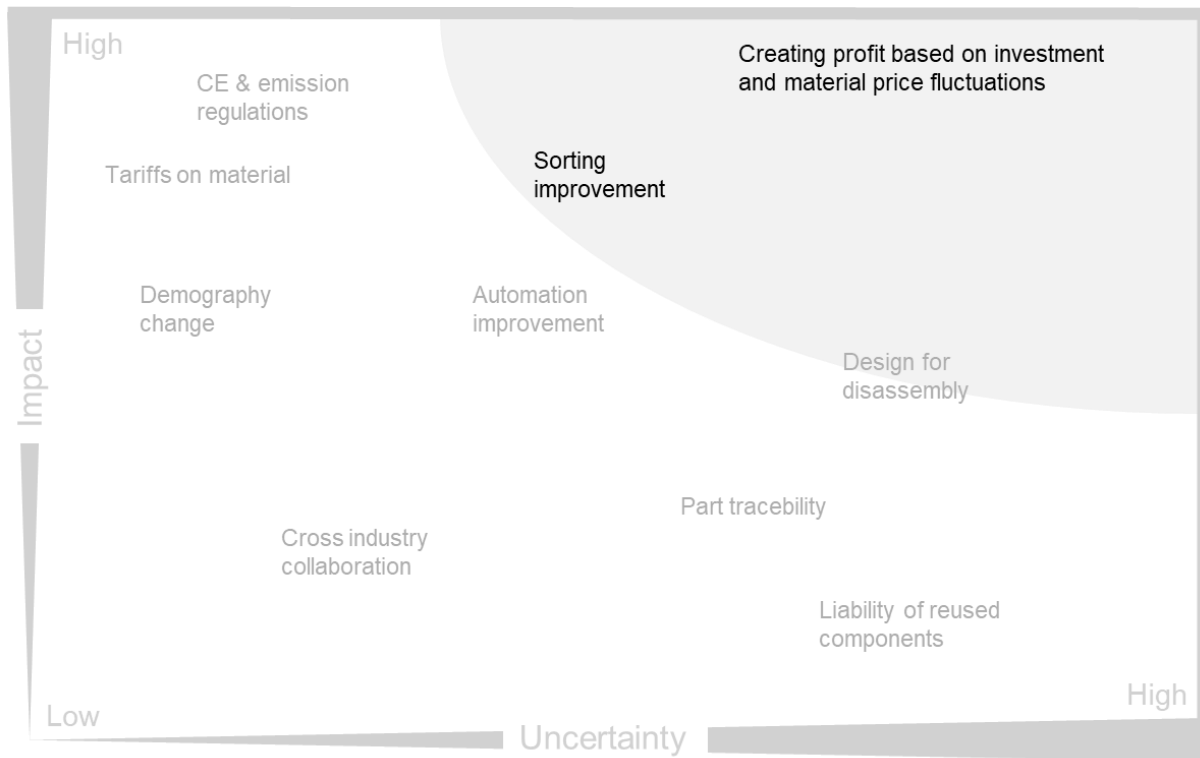 High
Creating profit based on investment
and material price fluctuations
CE & emission
regulations
Sorting
improvement
Tariffs on material
Demography
change
Automation
improvement
Impact
Design for
disassembly
Part tracebility
Cross industry
collaboration
Liability of reused
components
High
Low
Uncertainty